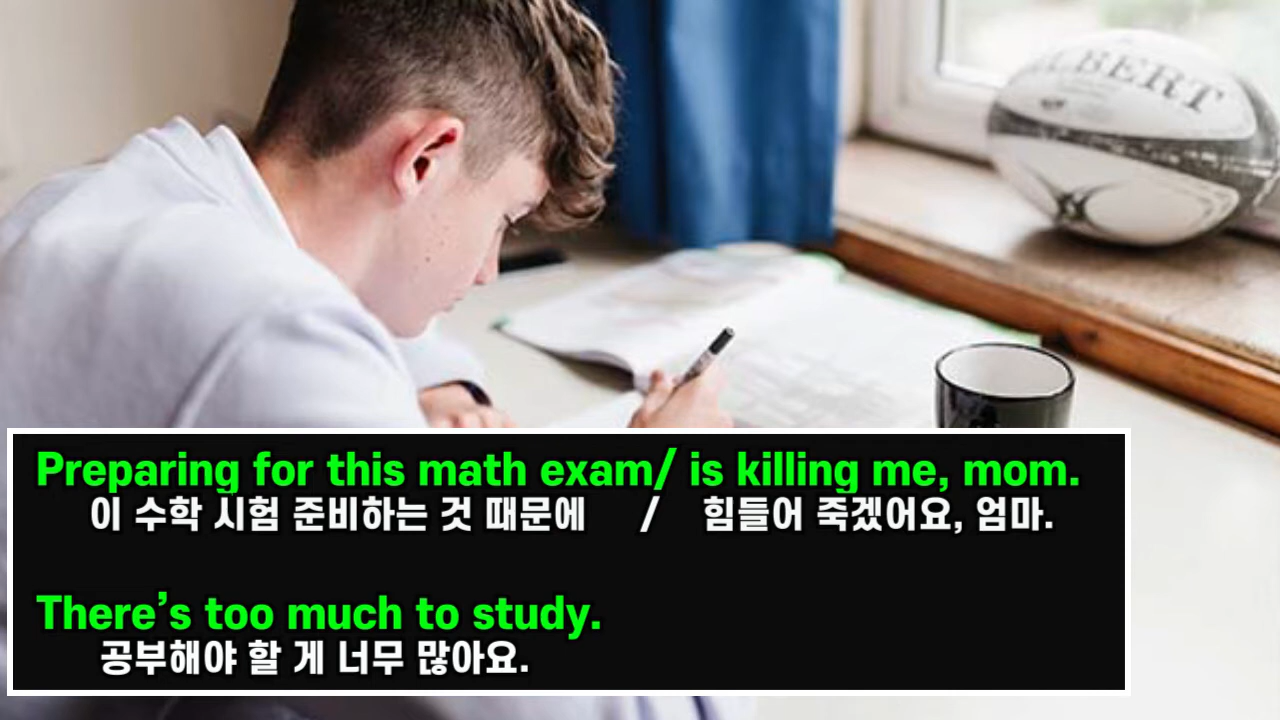 LBERT
Preparing for this math exam/ is killing me, mom.
이 수학 시험 준비하는 것 때문에 / 힘들어 죽겠어요, 엄마.
There's too much to study.
공부해야 할 게 너무 많아요.